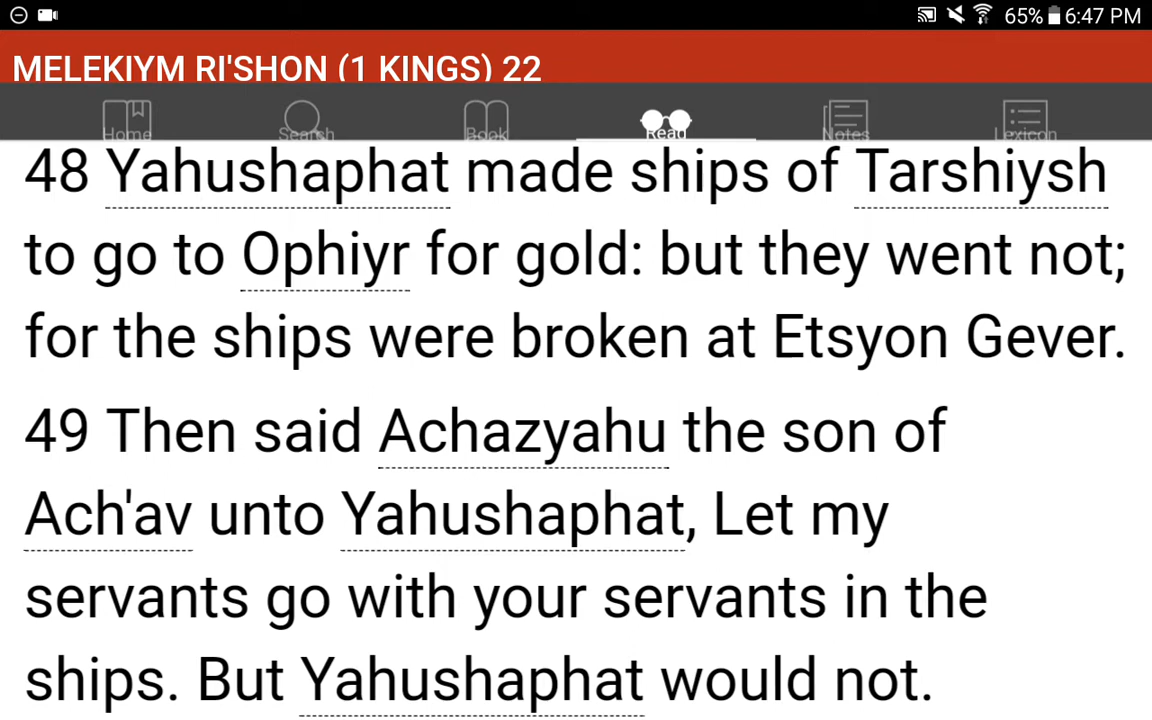 65% 6:47 PM
MELEKIYM RI'SHON (1 KINGS) 22
Home Search Book Read Notes Lexicon
48 Yahushaphat made ships of Tarshiysh
to go to Ophiyr for gold: but they went not;
for the ships were broken at Etsyon Gever.
49 Then said Achazyahu the son of
Ach'av unto Yahushaphat, Let my
servants go with your servants in the
ships. But Yahushaphat would not.